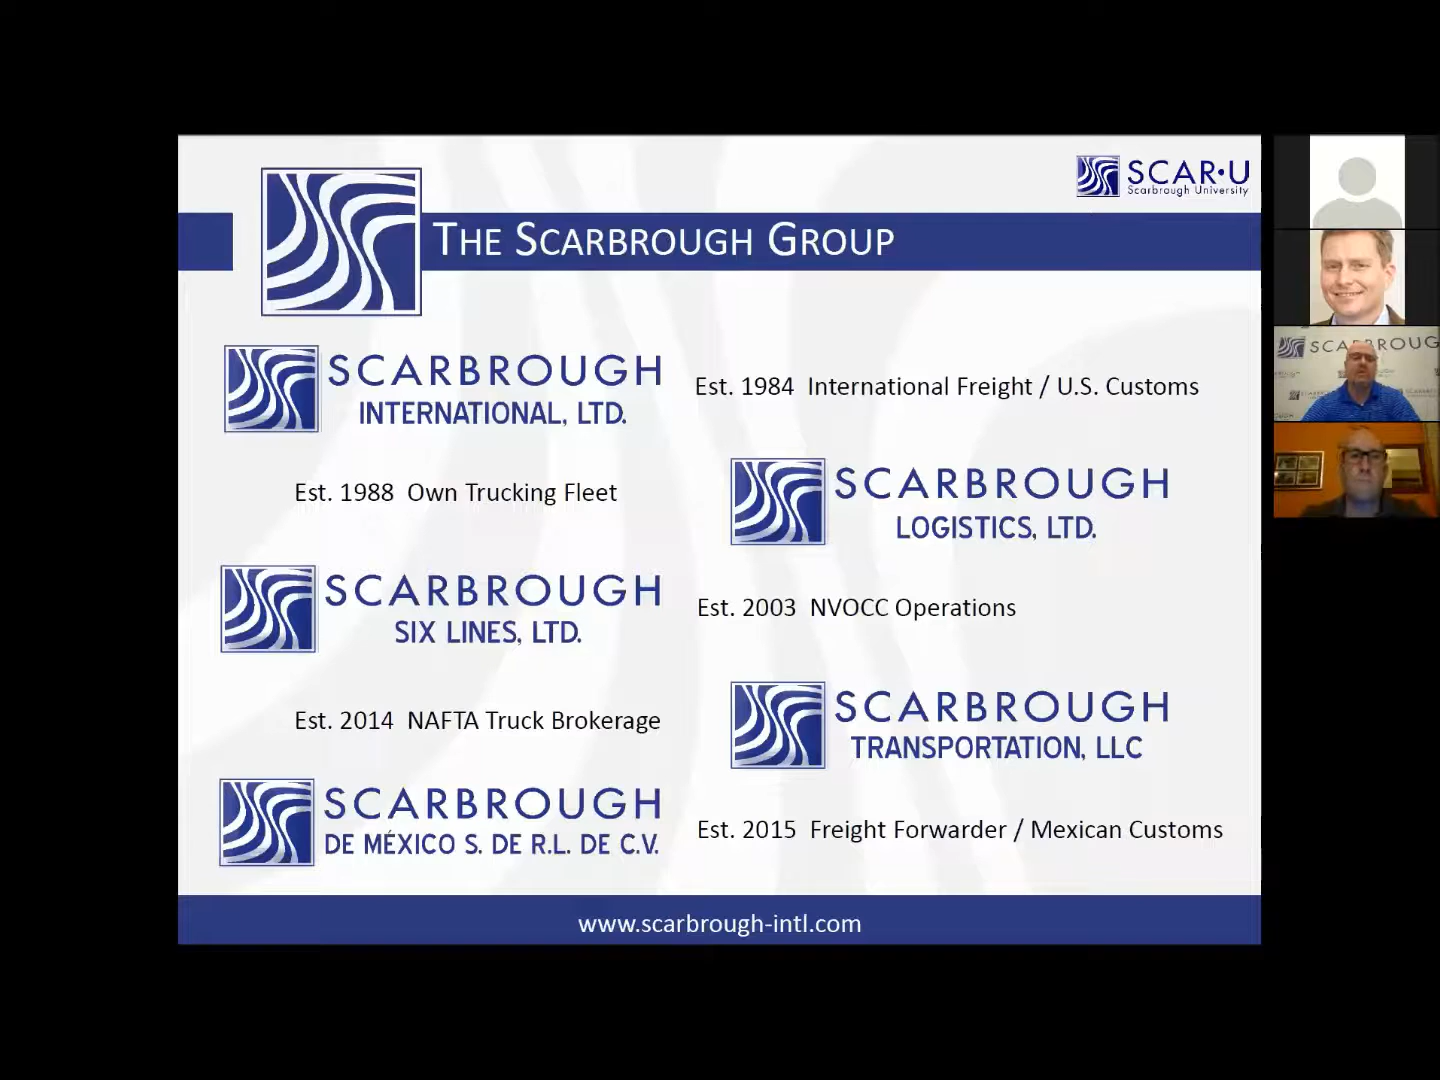 SCAR•U
Scarbrough University
THE SCARBROUGH GROUP
SCARBROUGH
INTERNATIONAL, LTD.
Est. 1984 International Freight / U.S. Customs
Est. 1988 Own Trucking Fleet
SCARBROUGH
LOGISTICS, LTD.
SCARBROUGH
SIX LINES, LTD.
Est. 2003 NVOCC Operations
Est. 2014 NAFTA Truck Brokerage
SCARBROUGH
TRANSPORTATION, LLC
SCARBROUGH
DE MÉXICO S. DE R.L. DE C.V.
Est. 2015 Freight Forwarder / Mexican Customs
www.scarbrough-intl.com